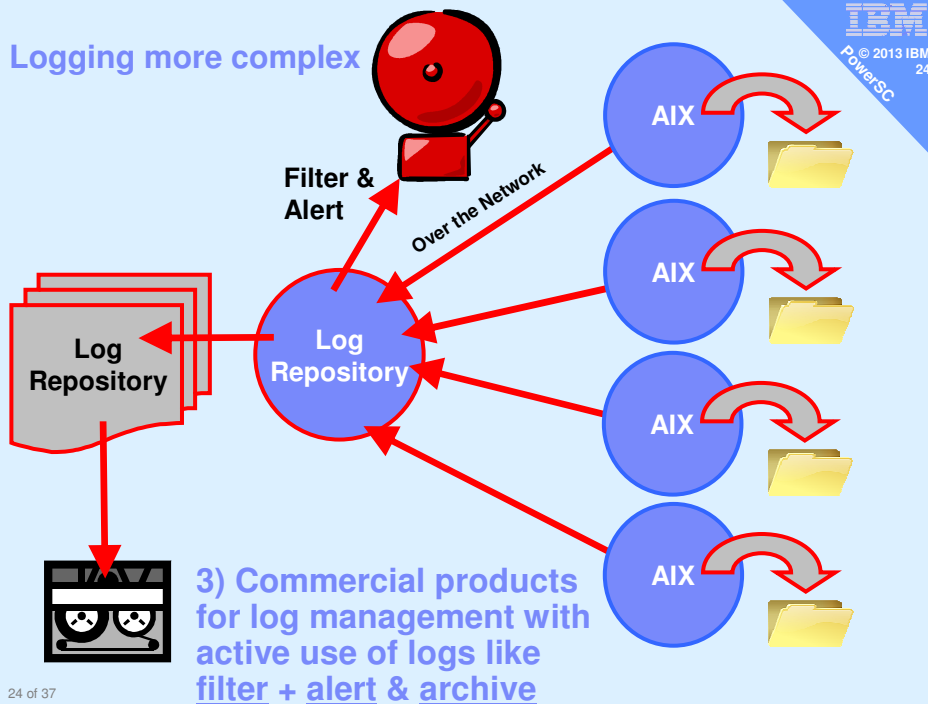 Logging more complex
IBM
© 2013 IBM
24
PowerSC
Filter &
Alert
Over the Network
AIX
AIX
AIX
AIX
Log
Repository
Log
Repository
3) Commercial products
for log management with
active use of logs like
filter + alert & archive
24 of 37